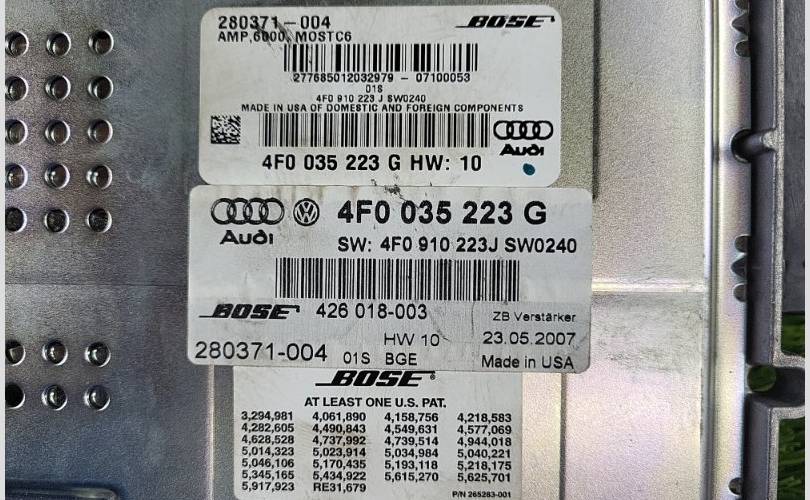 280371-004 BOSE
AMP,6000, MOSTC6
277685012032979 - 07100053
01S
4F0 910 223 J SW0240
MADE IN USA OF DOMESTIC AND FOREIGN COMPONENTS
Audi
4F0 035 223 G HW: 10
4F0 035 223 G
Audi
SW: 4F0 910 223J SW0240
BOSE 426 018-003 ZB Verstärker
HW 10 23.05.2007
280371-004 01S BGE Made in USA
BOSE®
AT LEAST ONE U.S. PAT.
3,294,981 4,061,890 4,158,756 4,218,583
4,282,605 4,490,843 4,549,631 4,577,069
4,628,528 4,737,992 4,739,514 4,944,018
5,014,323 5,023,914 5,034,984 5,040,221
5,046,106 5,170,435 5,193,118 5,218,175
5,345,165 5,434,922 5,615,270 5,625,701
5,917,923 RE31,679
P/N 265283-001